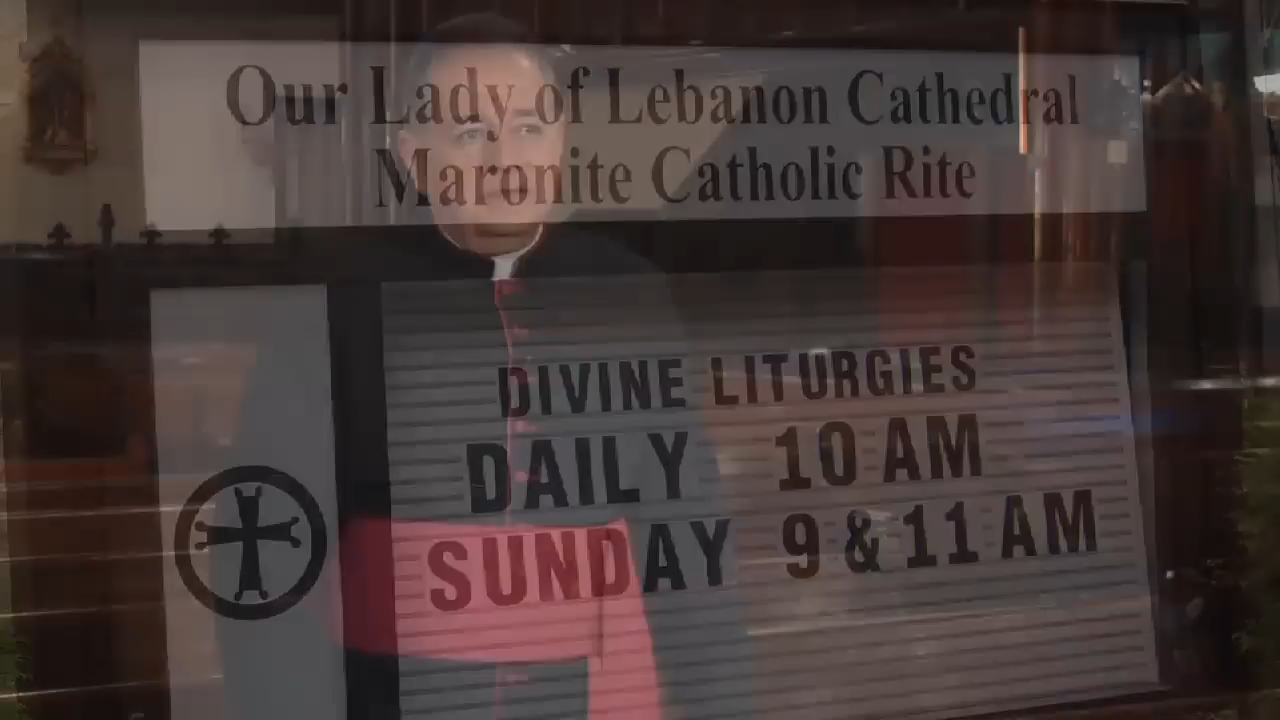 Our Lady of Lebanon Cathedral
Maronite Catholic Rite
DIVINE LITURGIES
DAILY 10 AM
SUNDAY 9 & 11 AM